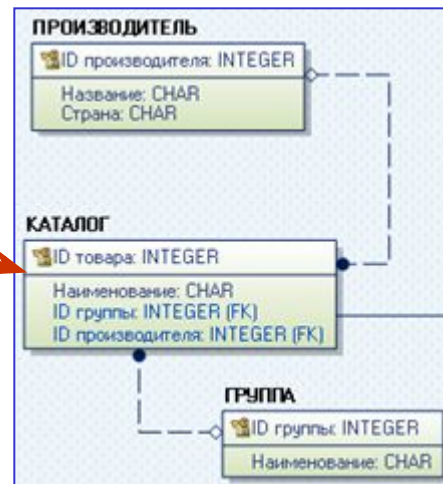 ПРОИЗВОДИТЕЛЬ
ID производителя: INTEGER
Название: CHAR
Страна: CHAR
КАТАЛОГ
ID товара: INTEGER
Наименование: CHAR
ID группы: INTEGER (FK)
ID производителя: INTEGER (FK)
ГРУППА
ID группы: INTEGER
Наименование: CHAR